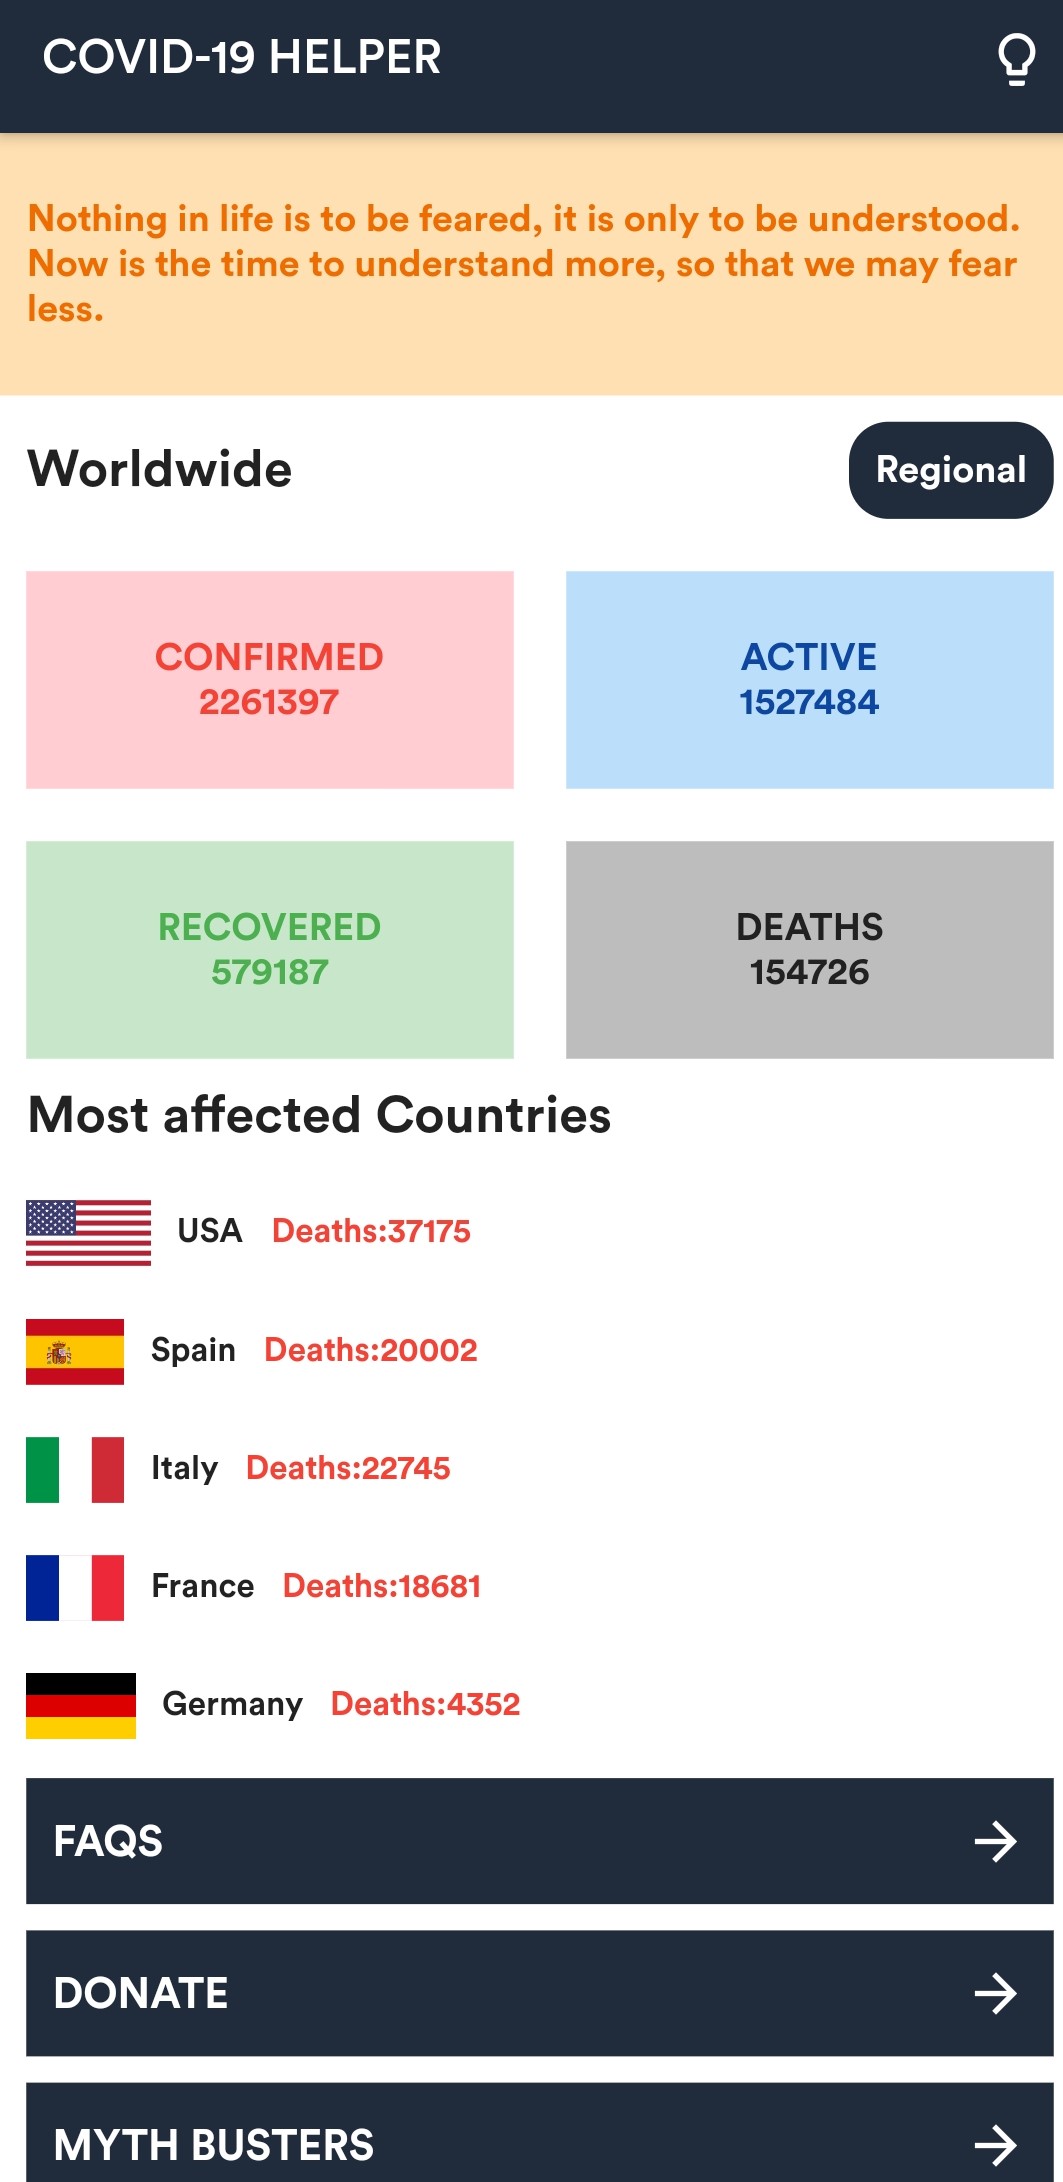 COVID-19 HELPER
Nothing in life is to be feared, it is only to be understood.
Now is the time to understand more, so that we may fear
less.
Worldwide
Regional
CONFIRMED
2261397
ACTIVE
1527484
RECOVERED
579187
DEATHS
154726
Most affected Countries
USA Deaths:37175
Spain Deaths:20002
Italy Deaths:22745
France Deaths:18681
Germany Deaths:4352
FAQS
DONATE
MYTH BUSTERS